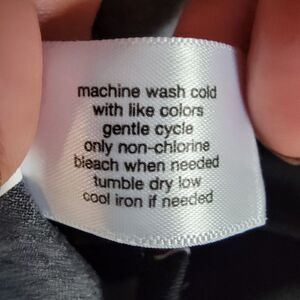 machine wash cold
with like colors
gentle cycle
only non-chlorine
bleach when needed
tumble dry low
cool iron if needed